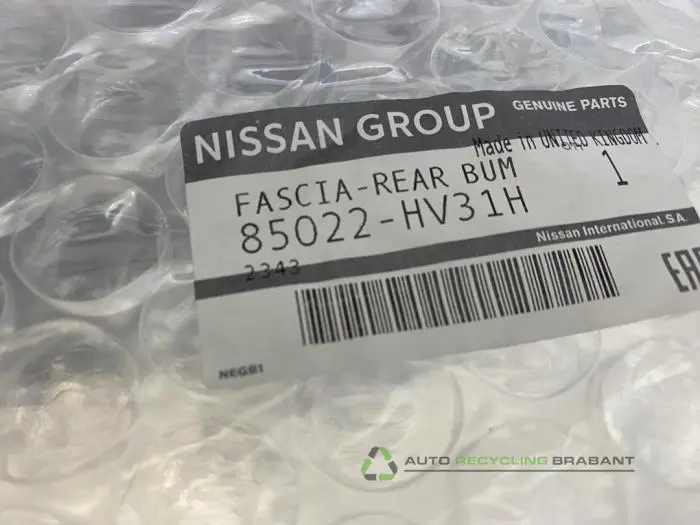 NISSAN GROUP GENUINE PARTS
Made in UNITED KINGDOM
FASCIA-REAR BUM 1
85022-HV31H
Nissan International. SA
2343
NEGB1
AUTO RECYCLING BRABANT